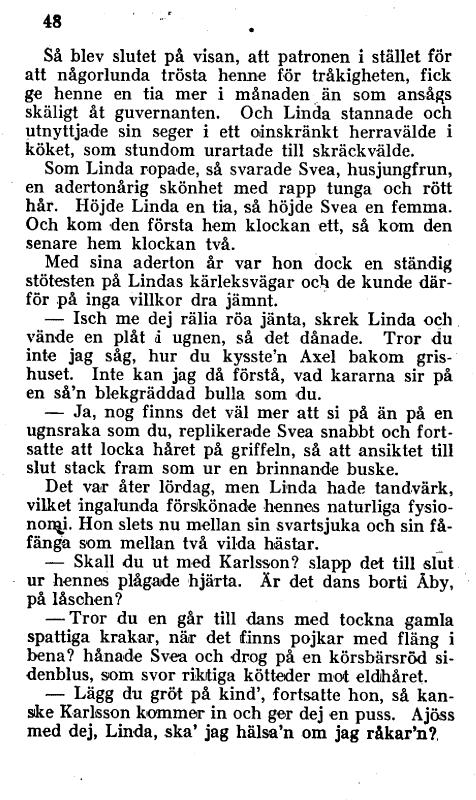 48
Så blev slutet på visan, att patronen i stället för
att någorlunda trösta henne för tråkigheten, fick
ge henne en tia mer i månaden än som ansågs
skäligt åt guvernanten. Och Linda stannade och
utnyttjade sin seger i ett oinskränkt herravälde i
köket, som stundom urartade till skräckvälde.
Som Linda ropade, så svarade Svea, husjungfrun,
en adertonårig skönhet med rapp tunga och rött
hår. Höjde Linda en tia, så höjde Svea en femma.
Och kom den första hem klockan ett, så kom den
senare hem klockan två.
Med sina aderton år var hon dock en ständig
stötesten på Lindas kärleksvägar och de kunde där-
för på inga villkor dra jämnt.
— Isch me dej rälia röa jänta, skrek Linda och
vände en plåt i ugnen, så det dånade. Tror du
inte jag såg, hur du kysste'n Axel bakom gris-
huset. Inte kan jag då förstå, vad kararna sir på
en så'n blekgräddad bulla som du.
— Ja, nog finns det väl mer att si på än på en
ugnsraka som du, replikerade Svea snabbt och fort-
satte att locka håret på griffeln, så att ansiktet till
slut stack fram som ur en brinnande buske.
Det var åter lördag, men Linda hade tandvärk,
vilket ingalunda förskönade hennes naturliga fysio-
nomi. Hon slets nu mellan sin svartsjuka och sin få-
fänga som mellan två vilda hästar.
— Skall du ut med Karlsson? slapp det till slut
ur hennes plågade hjärta. Är det dans borti Åby,
på låschen?
— Tror du en går till dans med tockna gamla
spattiga krakar, när det finns pojkar med fläng i
bena? hånade Svea och drog på en körsbärsröd si-
denblus, som svor riktiga kötteder mot eldhåret.
— Lägg du gröt på kind', fortsatte hon, så kan-
ske Karlsson kommer in och ger dej en puss. Ajöss
med dej, Linda, ska' jag hälsa'n om jag råkar'n?